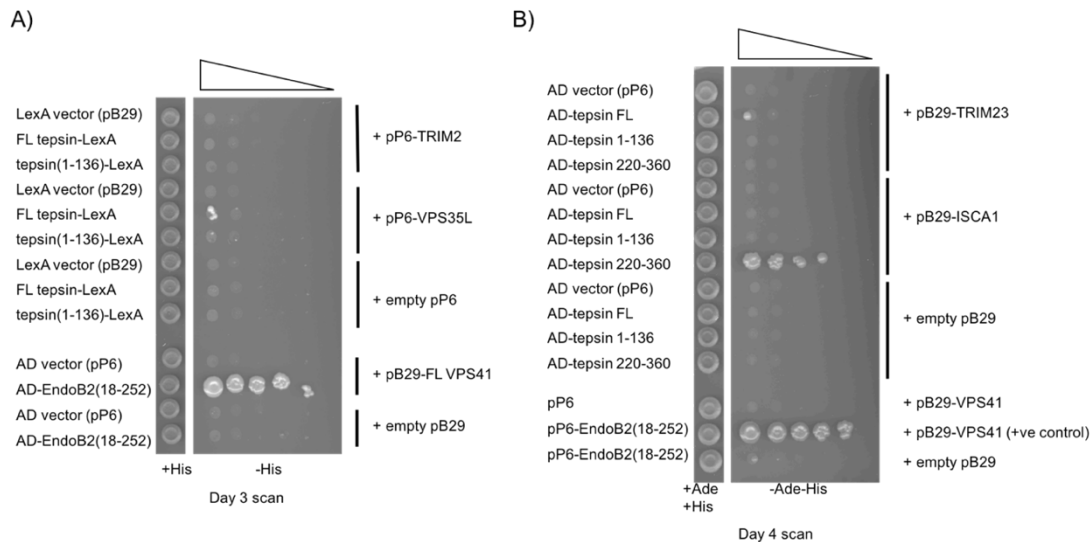 A)
LexA vector (pB29)
FL tepsin-LexA
tepsin(1-136)-LexA
+ pP6-TRIM2
LexA vector (pB29)
FL tepsin-LexA
tepsin(1-136)-LexA
+ pP6-VPS35L
LexA vector (pB29)
FL tepsin-LexA
tepsin(1-136)-LexA
+ empty pP6
AD vector (pP6)
AD-EndoB2(18-252)
+ pB29-FL VPS41
AD vector (pP6)
AD-EndoB2(18-252)
+ empty pB29
+His
-His
Day 3 scan
B)
AD vector (pP6)
AD-tepsin FL
AD-tepsin 1-136
AD-tepsin 220-360
+ pB29-TRIM23
AD vector (pP6)
AD-tepsin FL
AD-tepsin 1-136
AD-tepsin 220-360
+ pB29-ISCA1
AD vector (pP6)
AD-tepsin FL
AD-tepsin 1-136
AD-tepsin 220-360
+ empty pB29
pP6
+ pB29-VPS41
pP6-EndoB2(18-252)
+ pB29-VPS41 (+ve control)
pP6-EndoB2(18-252)
+ empty pB29
+Ade
+His
-Ade-His
Day 4 scan